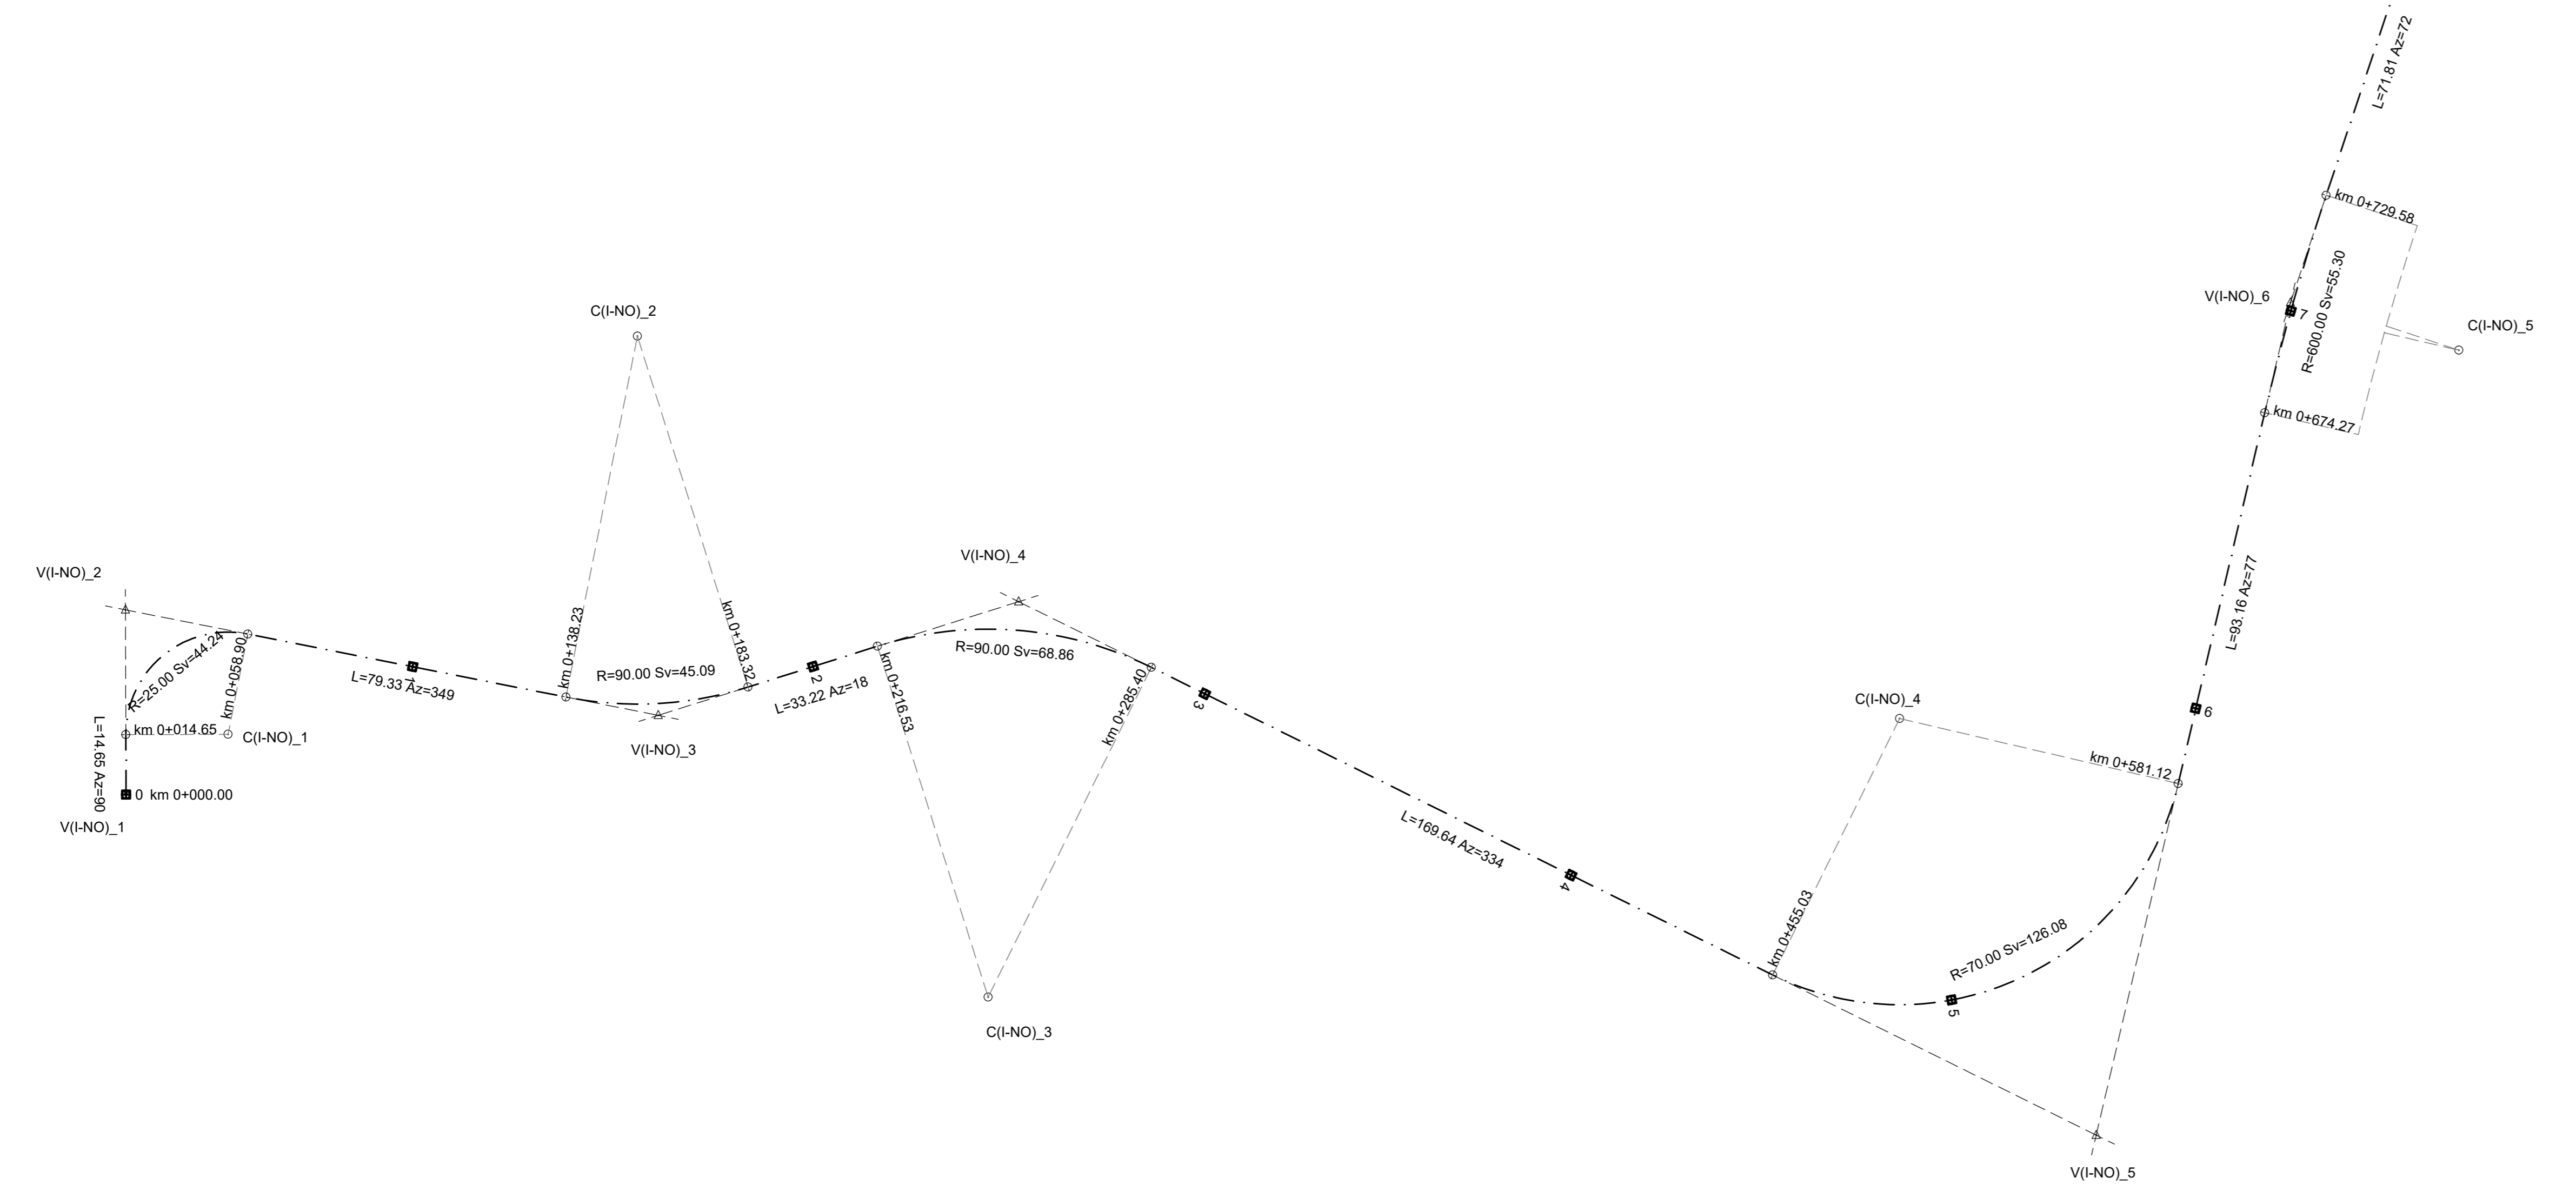 V(I-NO)_1
0 km 0+000.00
L=14.65 Az=90
km 0+014.65
C(I-NO)_1
V(I-NO)_2
R=25.00 Sv=44.24
km 0+058.90
1
L=79.33 Az=349
km 0+138.23
C(I-NO)_2
R=90.00 Sv=45.09
V(I-NO)_3
km 0+183.32
2
L=33.22 Az=18
km 0+216.53
V(I-NO)_4
R=90.00 Sv=68.86
C(I-NO)_3
km 0+285.40
3
L=169.64 Az=334
4
km 0+455.03
C(I-NO)_4
R=70.00 Sv=126.08
5
V(I-NO)_5
km 0+581.12
6
L=93.16 Az=77
km 0+674.27
V(I-NO)_6
7
R=600.00 Sv=55.30
C(I-NO)_5
km 0+729.58
L=71.81 Az=72